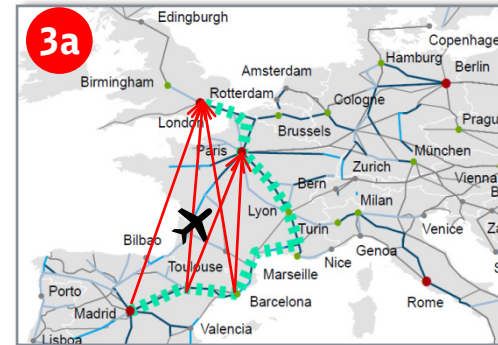 3a
Edingburgh
Copenhage
Hamburg
Berlin
Birmingham
Amsterdam
Rotterdam
Cologne
London
Brussels
Pragu
Paris
München
Zurich
Vienna
Bern
B
Lyon
Milan
Turin
Venice
Za
Bilbao
Genoa
Nice
Toulouse
Marseille
S
Porto
Barcelona
Rome
Madrid
Valencia
Lisboa